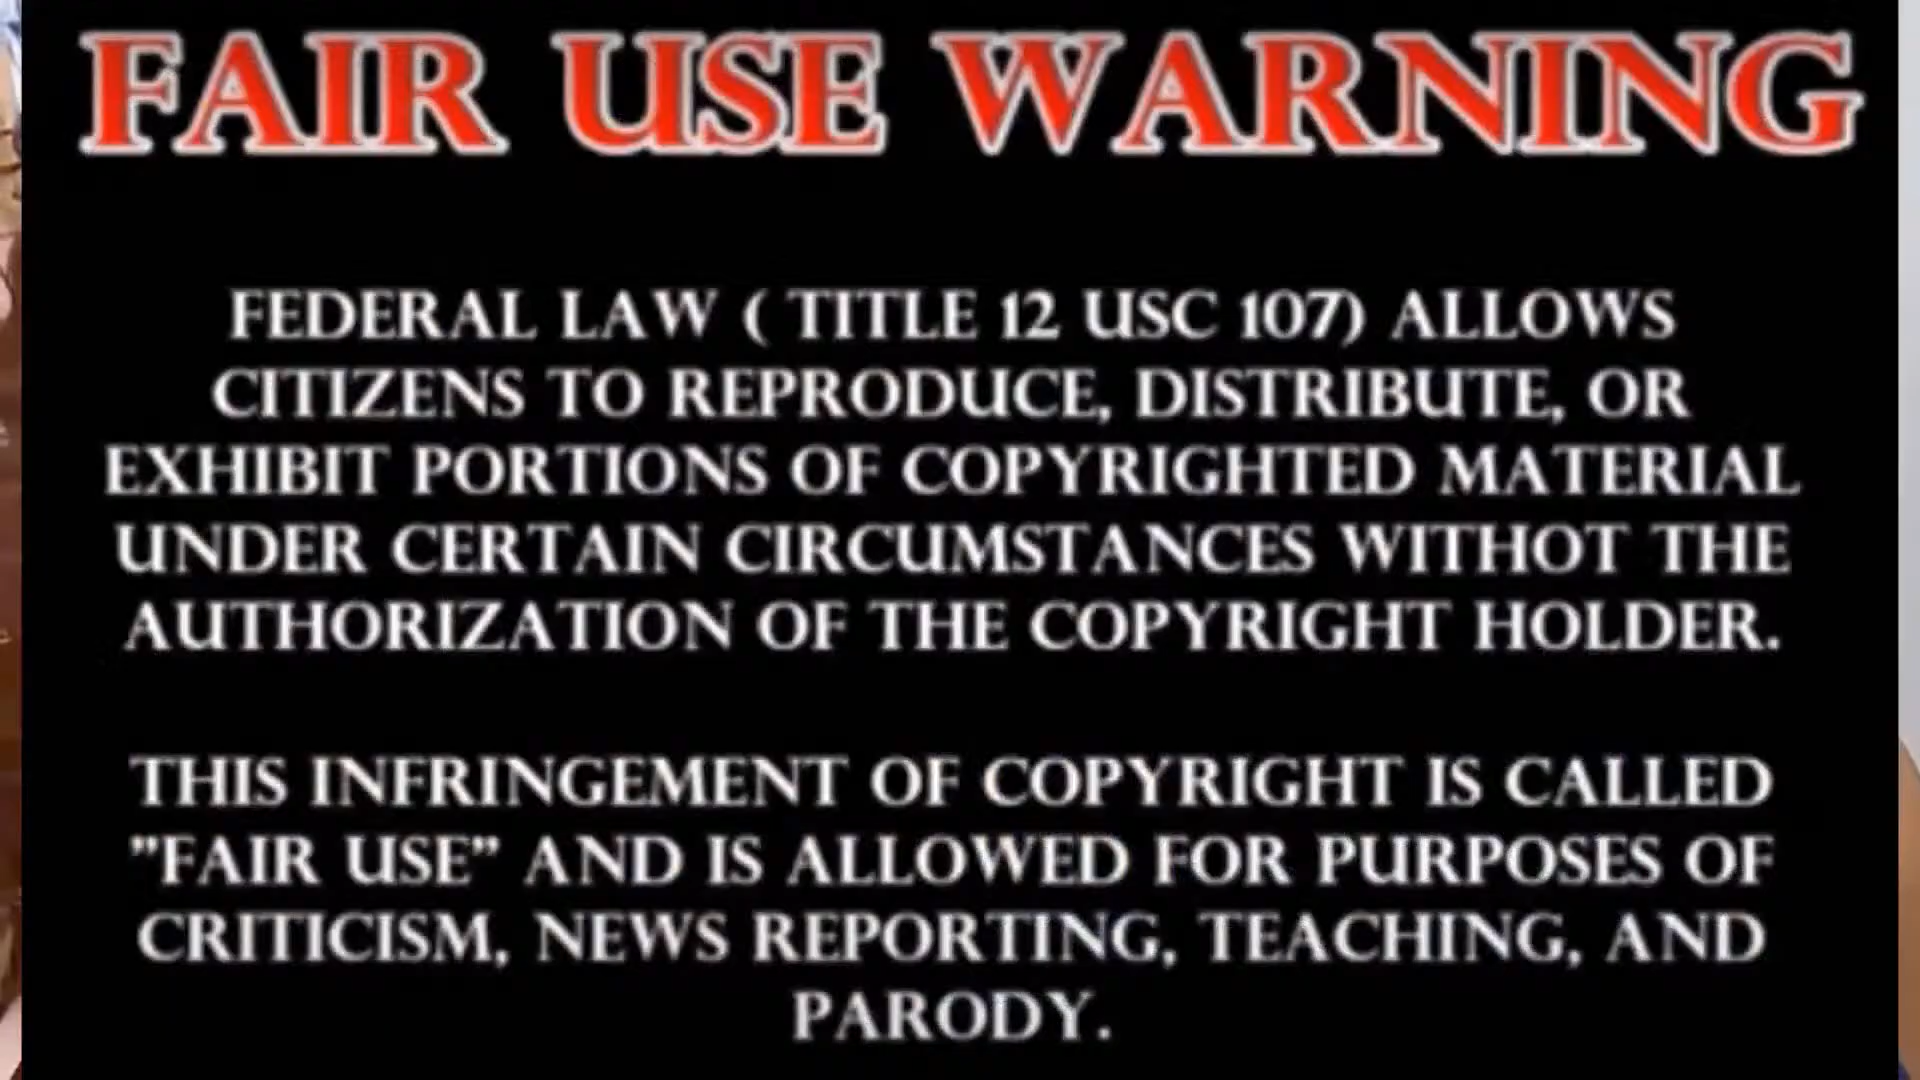 FAIR USE WARNING
FEDERAL LAW ( TITLE 12 USC 107) ALLOWS
CITIZENS TO REPRODUCE, DISTRIBUTE, OR
EXHIBIT PORTIONS OF COPYRIGHTED MATERIAL
UNDER CERTAIN CIRCUMSTANCES WITHOT THE
AUTHORIZATION OF THE COPYRIGHT HOLDER.
THIS INFRINGEMENT OF COPYRIGHT IS CALLED
"FAIR USE" AND IS ALLOWED FOR PURPOSES OF
CRITICISM, NEWS REPORTING, TEACHING, AND
PARODY.